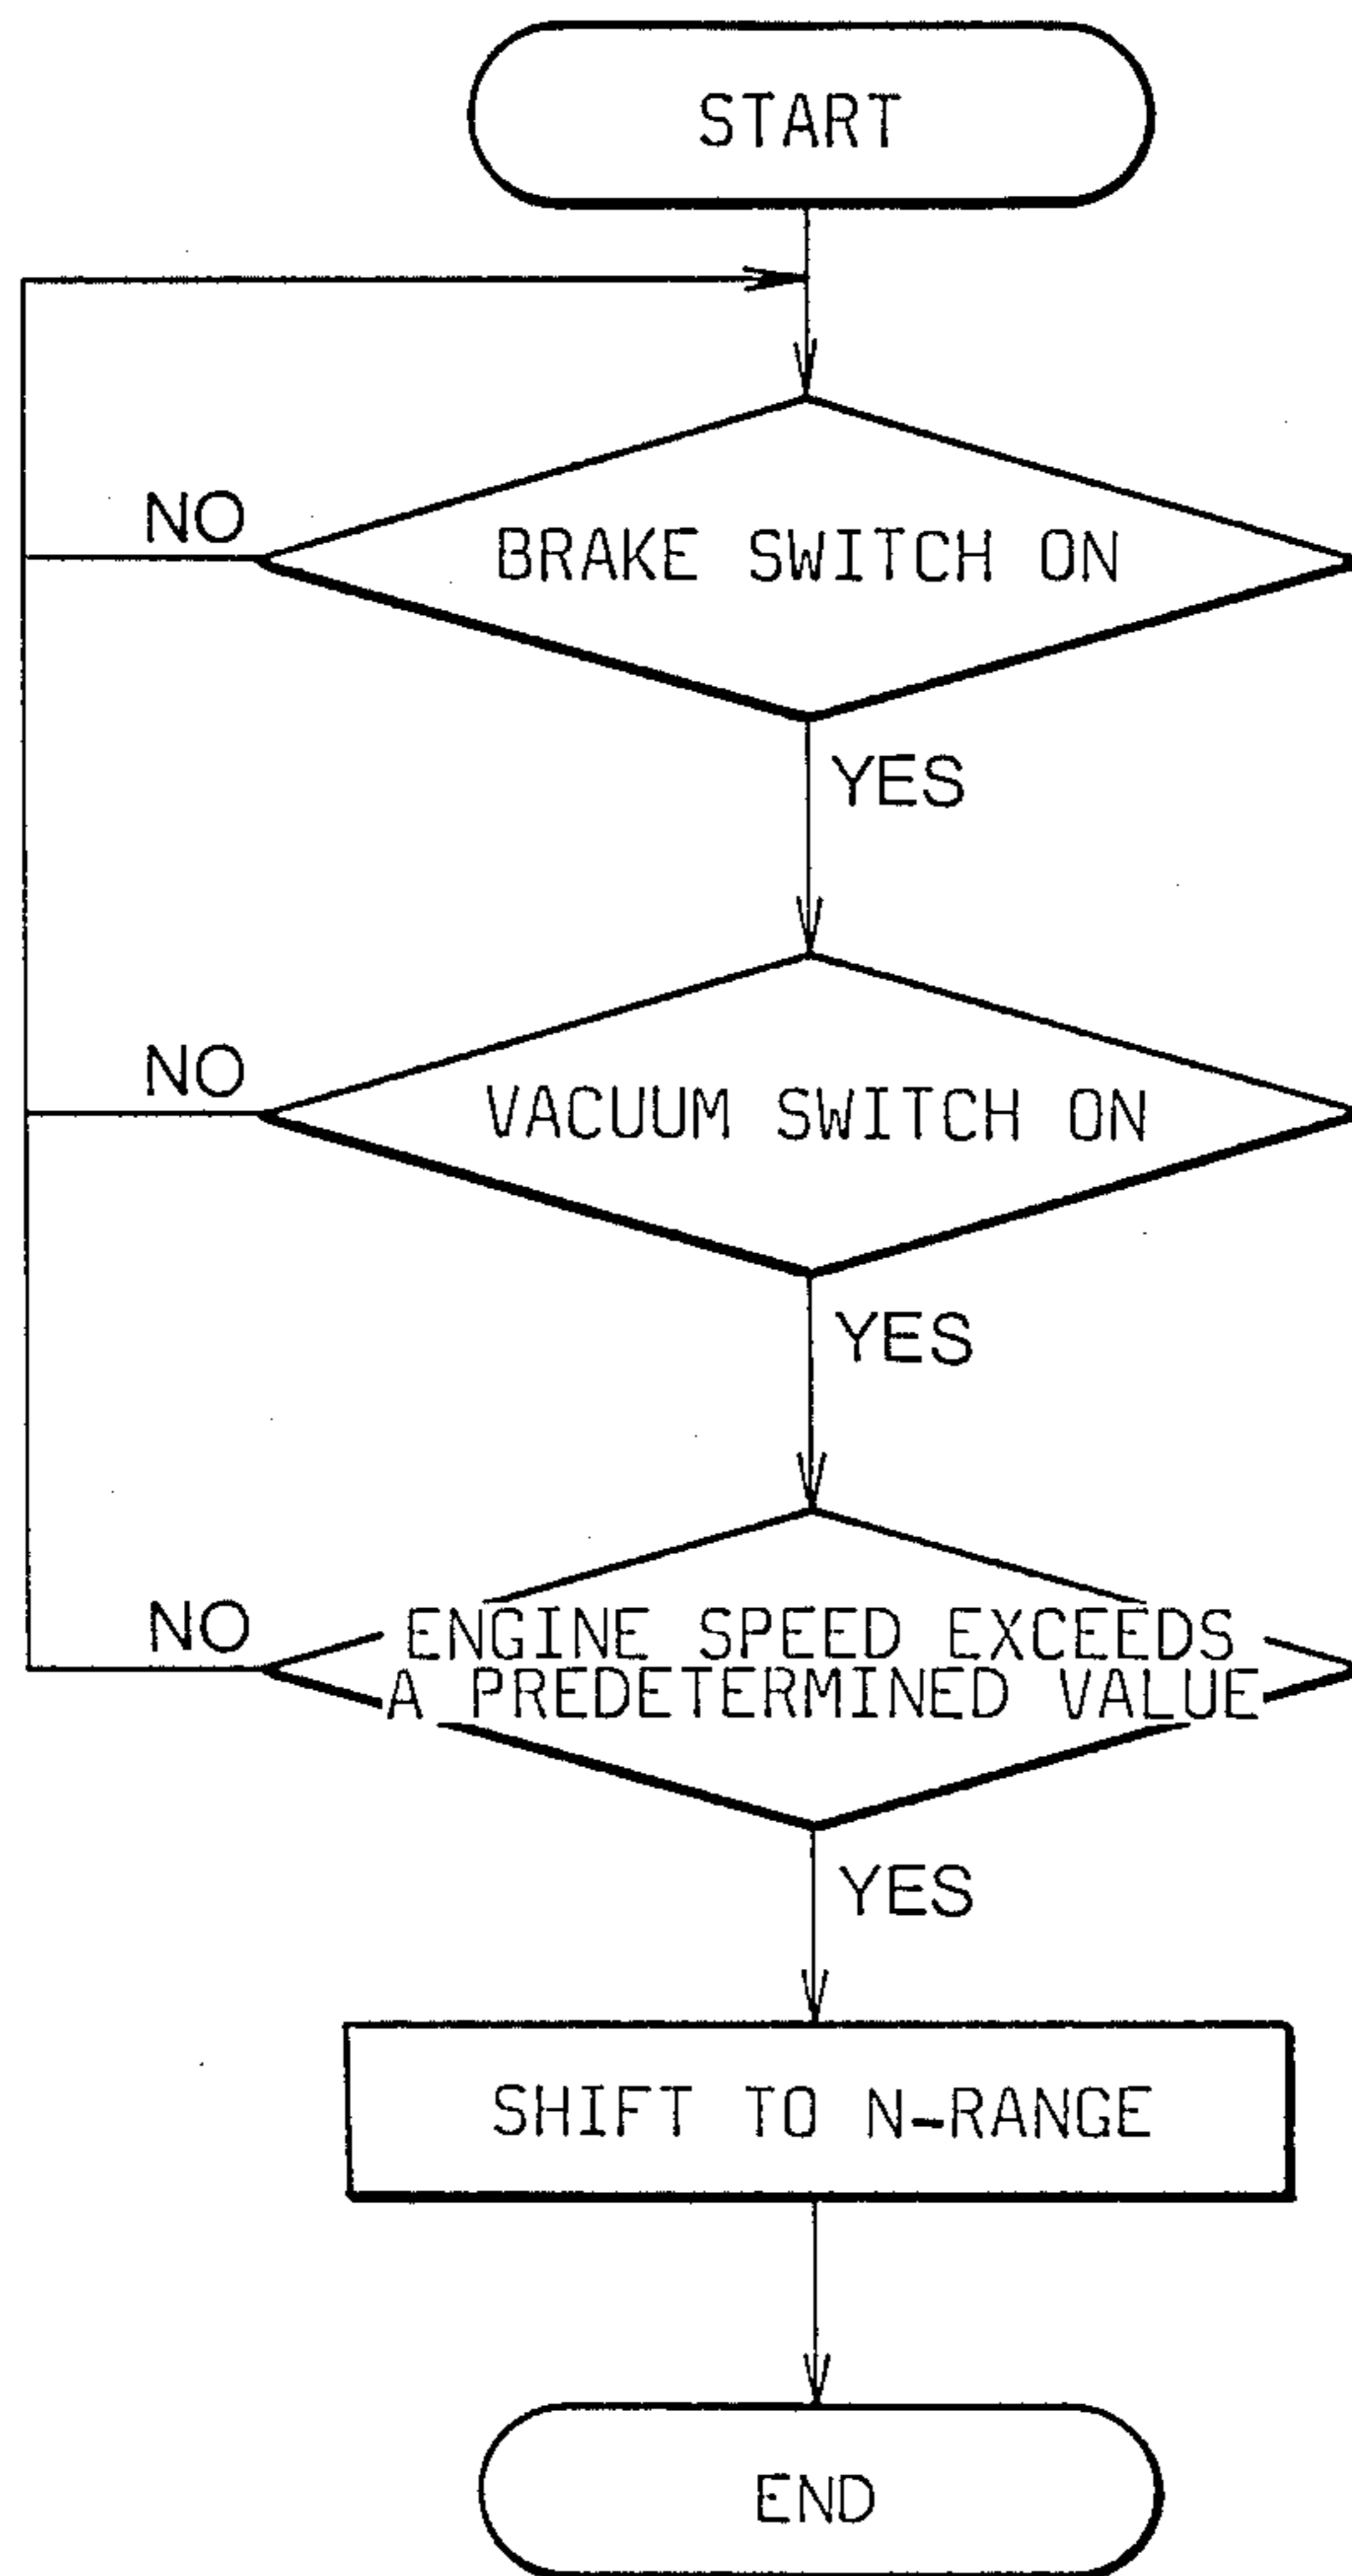 START
NO
BRAKE SWITCH ON
YES
NO
VACUUM SWITCH ON
YES
NO
ENGINE SPEED EXCEEDS
A PREDETERMINED VALUE
YES
SHIFT TO N-RANGE
END